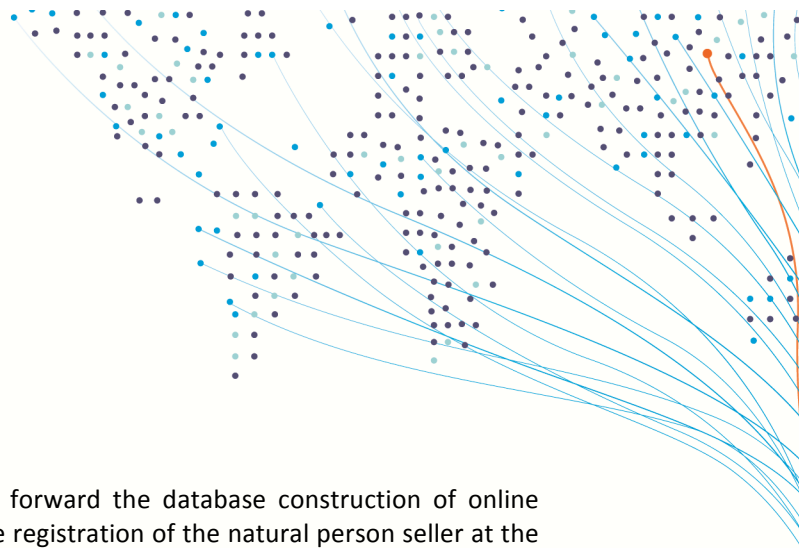 forward the database construction of online
registration of the natural person seller at the